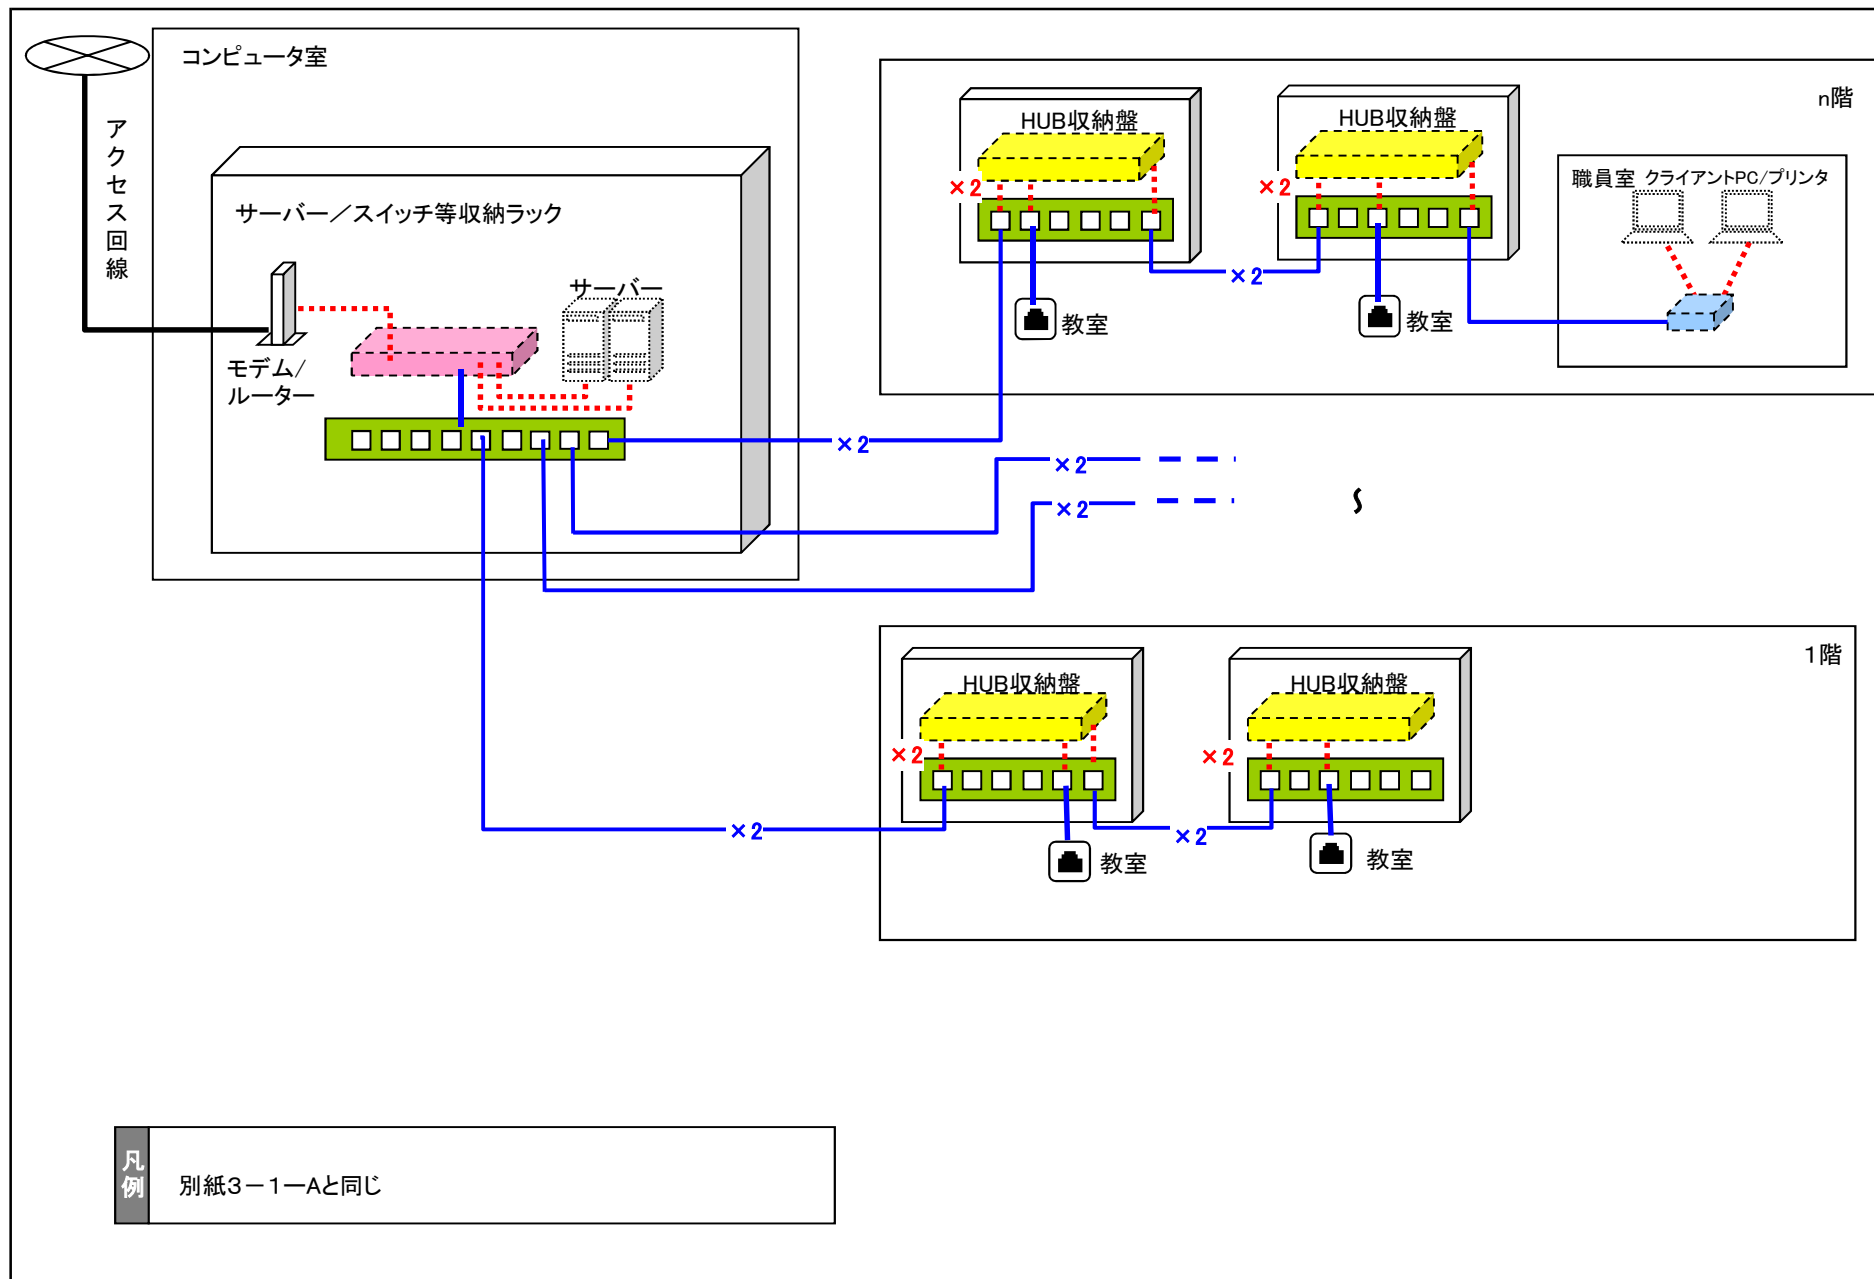 コンピュータ室
アクセス回線
サーバー／スイッチ等収納ラック
サーバー
モデム/
ルーター
n階
HUB収納盤
HUB収納盤
職員室 クライアントPC/プリンタ
×2
×2
×2
教室
教室
×2
×2
×2
1階
HUB収納盤
HUB収納盤
×2
×2
×2
×2
教室
教室
凡例
別紙3－1－Aと同じ